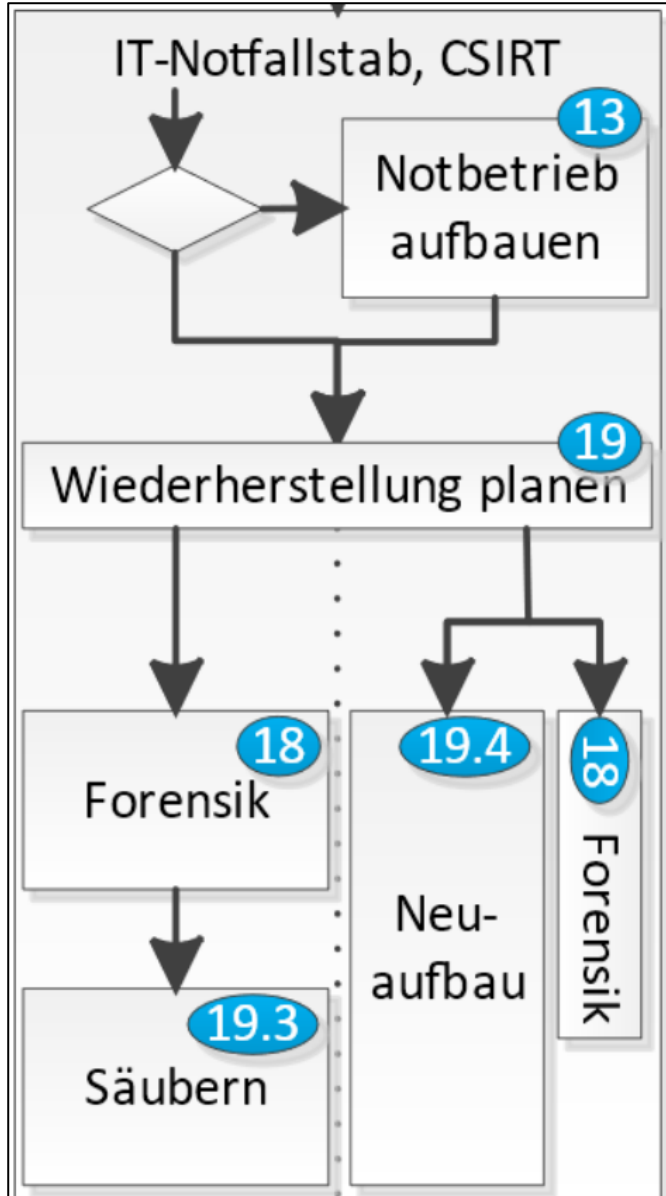 IT-Notfallstab, CSIRT
13
Notbetrieb
aufbauen
19
Wiederherstellung planen
18
Forensik
19.4
Neu-
aufbau
18
Forensik
19.3
Säubern